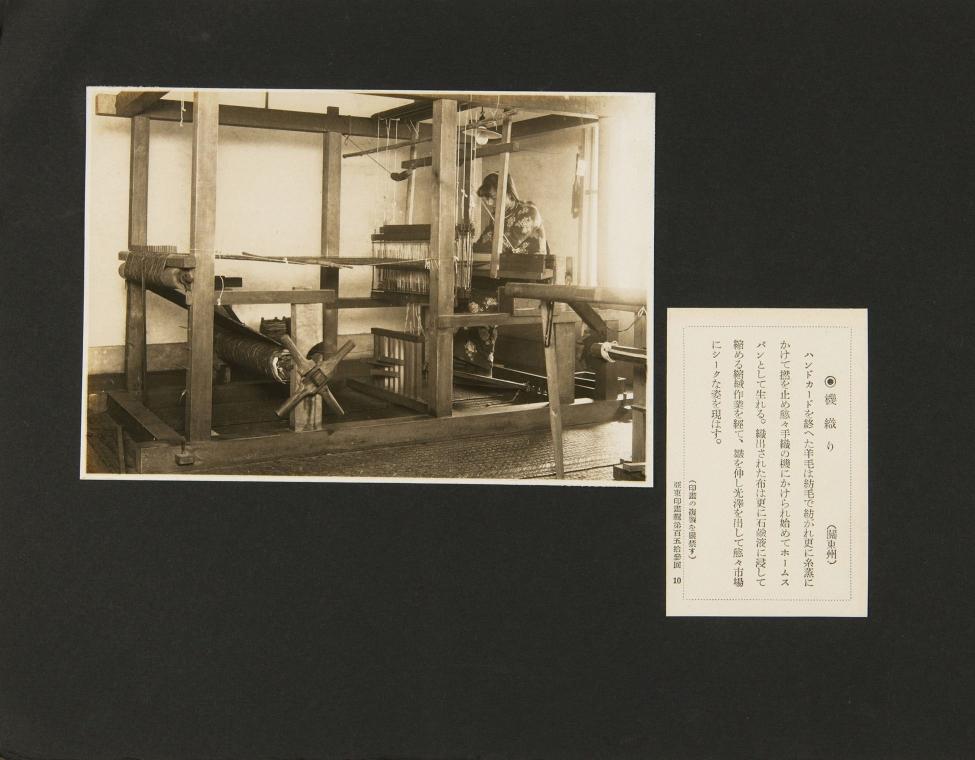 ◉機織り (關東州)
ハンドカードを終へた羊毛は紡毛で紡かれ更に糸蒸に
かけて撚を止め愈々手織の機にかけられ始めてホームス
パンとして生れる。織出された布は更に石鹸液に浸して
縮める縮絨作業を經て、皺を伸し光澤を出して愈々市場
にシークな姿を現はす。
(印畫の複製を嚴禁す)
亞東印畫輯第百五拾參回 10